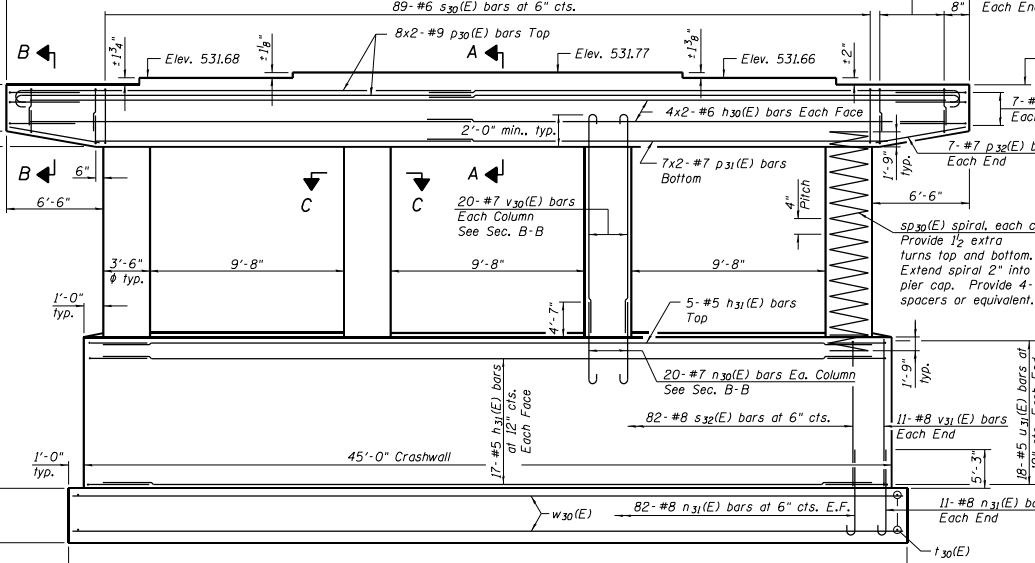 89-#6 s30(E) bars at 6" cts.
8"
Each End
8x2-#9 p30(E) bars Top
B
±1¾"
Elev. 531.68
±1⅛"
A
Elev. 531.77
±1⅜"
Elev. 531.66
±2"
4x2-#6 h30(E) bars Each Face
7-#
Each
2'-0" min., typ.
7-#7 p32(E) b
Each End
B
6"
A
7x2-#7 p31(E) bars
Bottom
1'-9"
typ.
6'-6"
C
C
20-#7 v30(E) bars
Each Column
See Sec. B-B
4"
Pitch
6'-6"
sp30(E) spiral, each c
Provide 1½ extra
turns top and bottom.
Extend spiral 2" into
pier cap. Provide 4-
spacers or equivalent.
3'-6"
ϕ typ.
9'-8"
9'-8"
9'-8"
1'-0"
typ.
4'-7"
5-#5 h31(E) bars
Top
20-#7 n30(E) bars Ea. Column
See Sec. B-B
1'-9"
typ.
17-#5 h31(E) bars
at 12" cts.
Each Face
82-#8 s32(E) bars at 6" cts.
11-#8 v31(E) bars
Each End
18-#5 u31(E) bars at
1'-0"
typ.
45'-0" Crashwall
5'-3"
w30(E)
82-#8 n31(E) bars at 6" cts. E.F.
11-#8 n31(E) ba
Each End
t30(E)